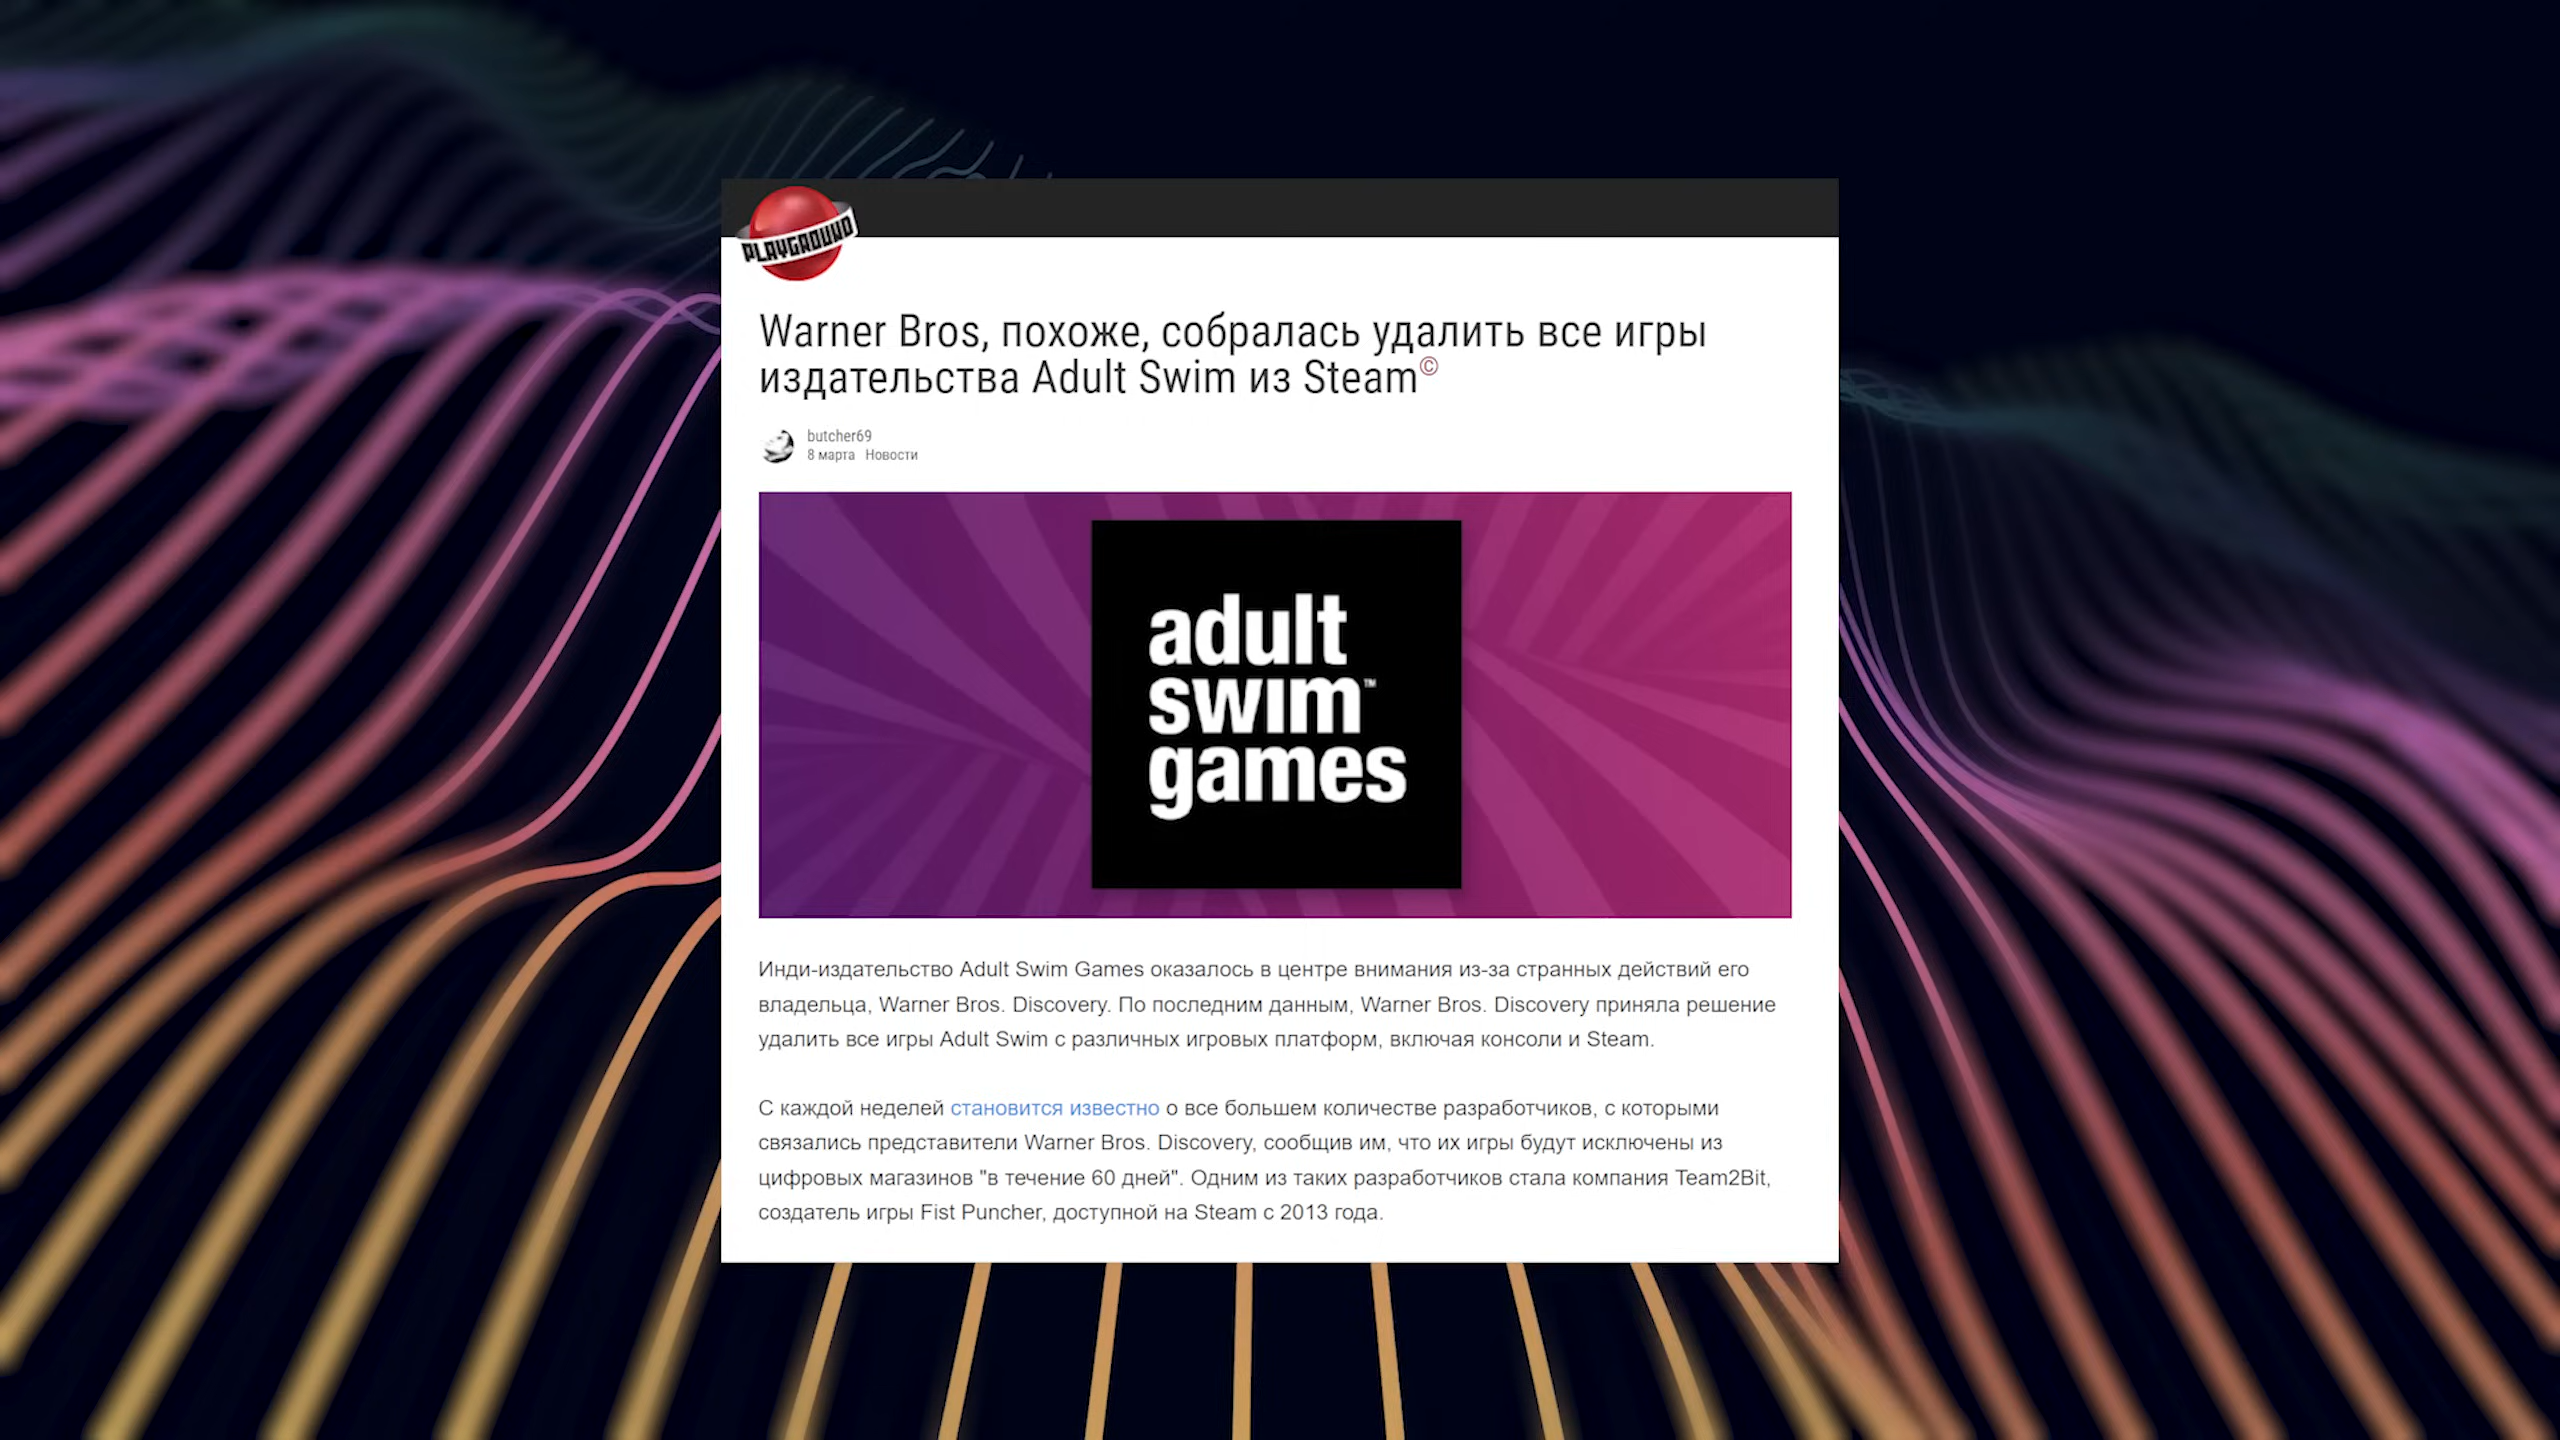 PLAYGROUND
Warner Bros, похоже, собралась удалить все игры
издательства Adult Swim из Steam©
butcher69
8 марта Новости
adult
swim™
games
Инди-издательство Adult Swim Games оказалось в центре внимания из-за странных действий его
владельца, Warner Bros. Discovery. По последним данным, Warner Bros. Discovery приняла решение
удалить все игры Adult Swim с различных игровых платформ, включая консоли и Steam.
С каждой неделей становится известно о все большем количестве разработчиков, с которыми
связались представители Warner Bros. Discovery, сообщив им, что их игры будут исключены из
цифровых магазинов "в течение 60 дней". Одним из таких разработчиков стала компания Team2Bit,
создатель игры Fist Puncher, доступной на Steam с 2013 года.